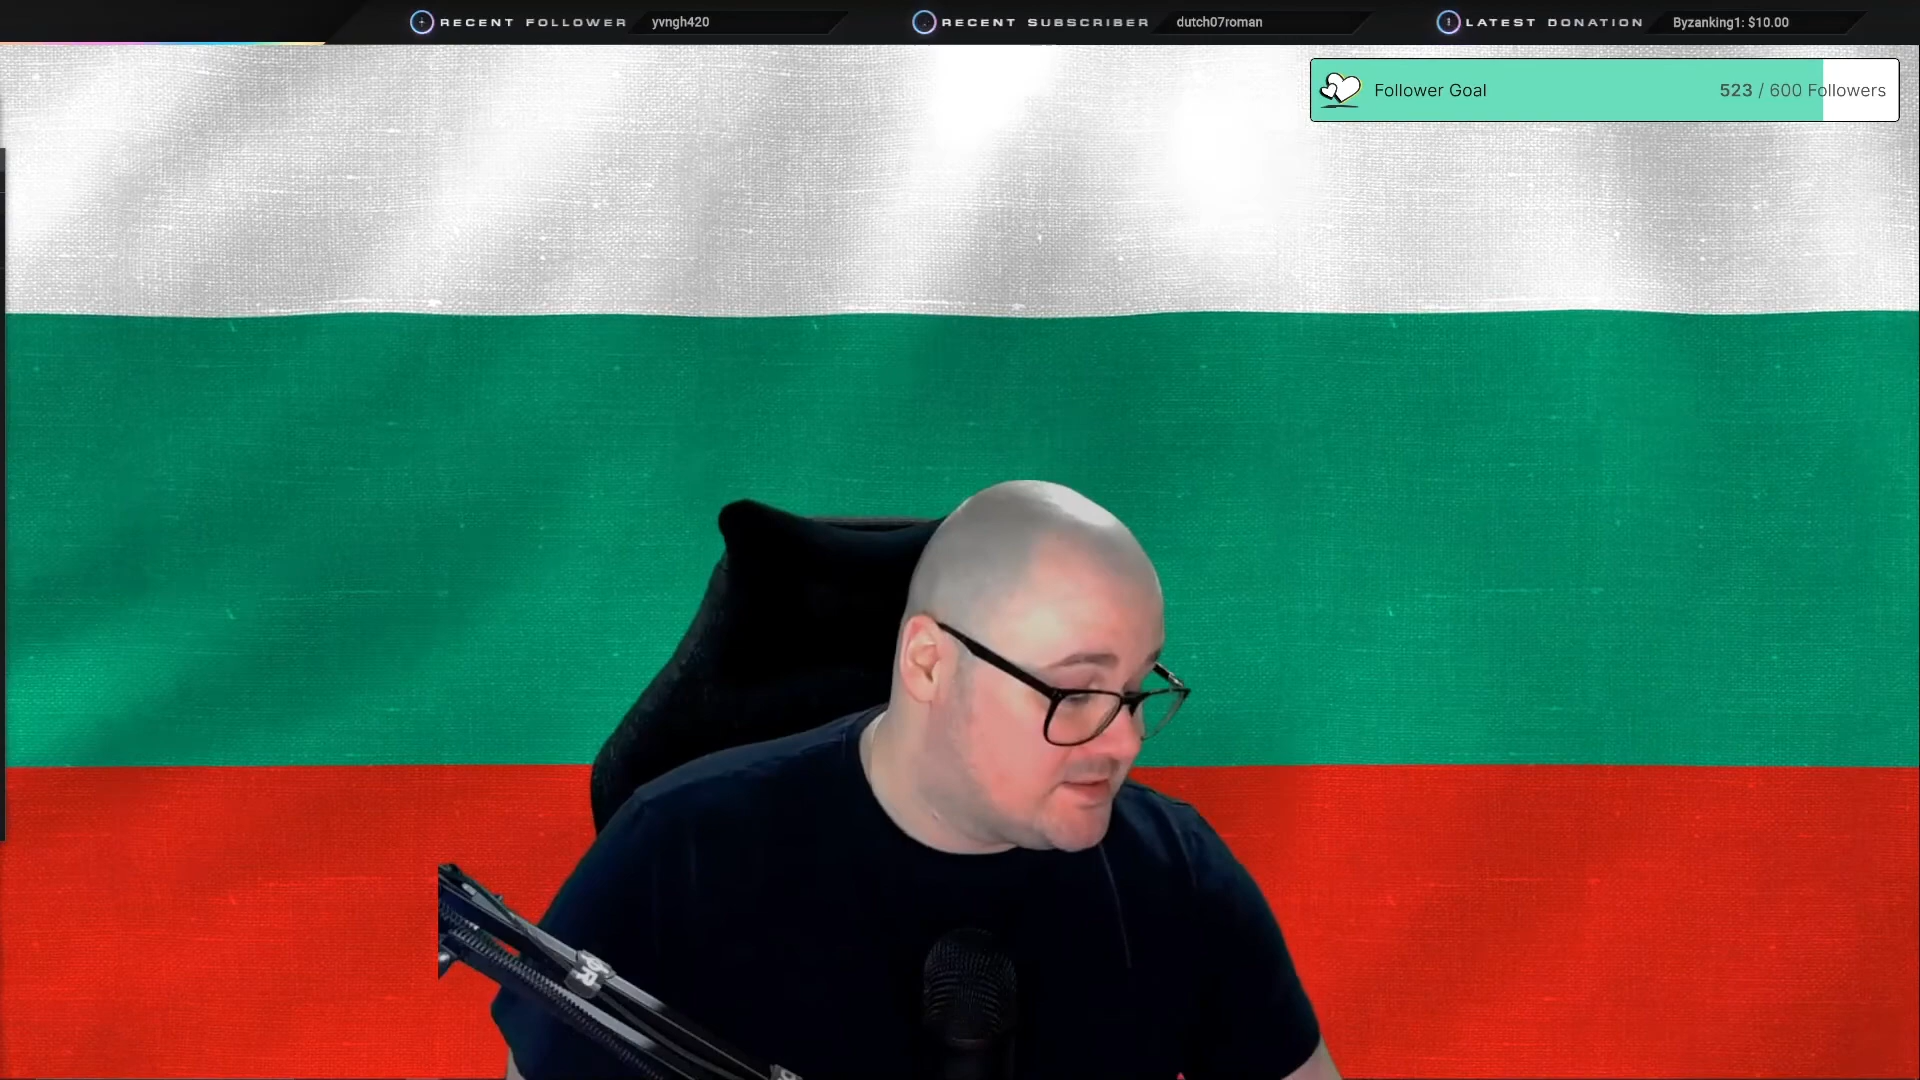 RECENT FOLLOWER yvngh420 RECENT SUBSCRIBER dutch07roman LATEST DONATION Byzanking1: $10.00
Follower Goal 523 / 600 Followers